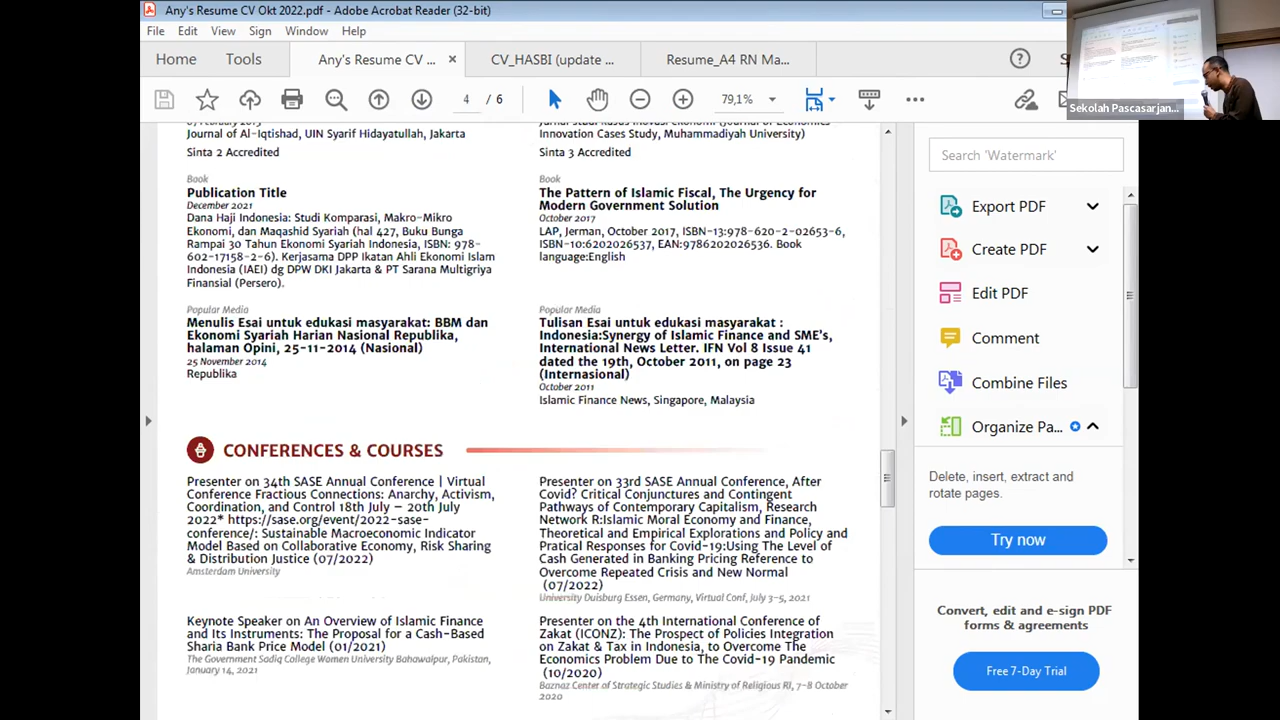 Any's Resume CV Okt 2022.pdf - Adobe Acrobat Reader (32-bit)
File Edit View Sign Window Help
Home Tools Any's Resume CV ... × CV_HASBI (update ... Resume_A4 RN Ma...
4 / 6 79,1%
Sekolah Pascasarjan...
Journal of Al-Iqtishad, UIN Syarif Hidayatullah, Jakarta
Sinta 2 Accredited
Innovation Cases Study, Muhammadiyah University)
Sinta 3 Accredited
Book
Publication Title
December 2021
Dana Haji Indonesia: Studi Komparasi, Makro-Mikro
Ekonomi, dan Maqashid Syariah (hal 427, Buku Bunga
Rampai 30 Tahun Ekonomi Syariah Indonesia, ISBN: 978-
602-17158-2-6). Kerjasama DPP Ikatan Ahli Ekonomi Islam
Indonesia (IAEI) dg DPW DKI Jakarta & PT Sarana Multigriya
Finansial (Persero).
Book
The Pattern of Islamic Fiscal, The Urgency for
Modern Government Solution
October 2017
LAP, Jerman, October 2017, ISBN-13:978-620-2-02653-6,
ISBN-10:6202026537, EAN:9786202026536. Book
language:English
Popular Media
Menulis Esai untuk edukasi masyarakat: BBM dan
Ekonomi Syariah Harian Nasional Republika,
halaman Opini, 25-11-2014 (Nasional)
25 November 2014
Republika
Popular Media
Tulisan Esai untuk edukasi masyarakat :
Indonesia:Synergy of Islamic Finance and SME's,
International News Letter. IFN Vol 8 Issue 41
dated the 19th, October 2011, on page 23
(Internasional)
October 2011
Islamic Finance News, Singapore, Malaysia
CONFERENCES & COURSES
Presenter on 34th SASE Annual Conference | Virtual
Conference Fractious Connections: Anarchy, Activism,
Coordination, and Control 18th July – 20th July
2022* https://sase.org/event/2022-sase-
conference/: Sustainable Macroeconomic Indicator
Model Based on Collaborative Economy, Risk Sharing
& Distribution Justice (07/2022)
Amsterdam University
Presenter on 33rd SASE Annual Conference, After
Covid? Critical Conjunctures and Contingent
Pathways of Contemporary Capitalism, Research
Network R:Islamic Moral Economy and Finance,
Theoretical and Empirical Explorations and Policy and
Pratical Responses for Covid-19:Using The Level of
Cash Generated in Banking Pricing Reference to
Overcome Repeated Crisis and New Normal
(07/2022)
University Duisburg Essen, Germany, Virtual Conf, July 3-5, 2021
Keynote Speaker on An Overview of Islamic Finance
and Its Instruments: The Proposal for a Cash-Based
Sharia Bank Price Model (01/2021)
The Government Sadiq College Women University Bahawalpur, Pakistan,
January 14, 2021
Presenter on the 4th International Conference of
Zakat (ICONZ): The Prospect of Policies Integration
on Zakat & Tax in Indonesia, to Overcome The
Economics Problem Due to The Covid-19 Pandemic
(10/2020)
Baznaz Center of Strategic Studies & Ministry of Religious RI, 7-8 October
2020
Search 'Watermark'
Export PDF
Create PDF
Edit PDF
Comment
Combine Files
Organize Pa...
Delete, insert, extract and
rotate pages.
Try now
Convert, edit and e-sign PDF
forms & agreements
Free 7-Day Trial